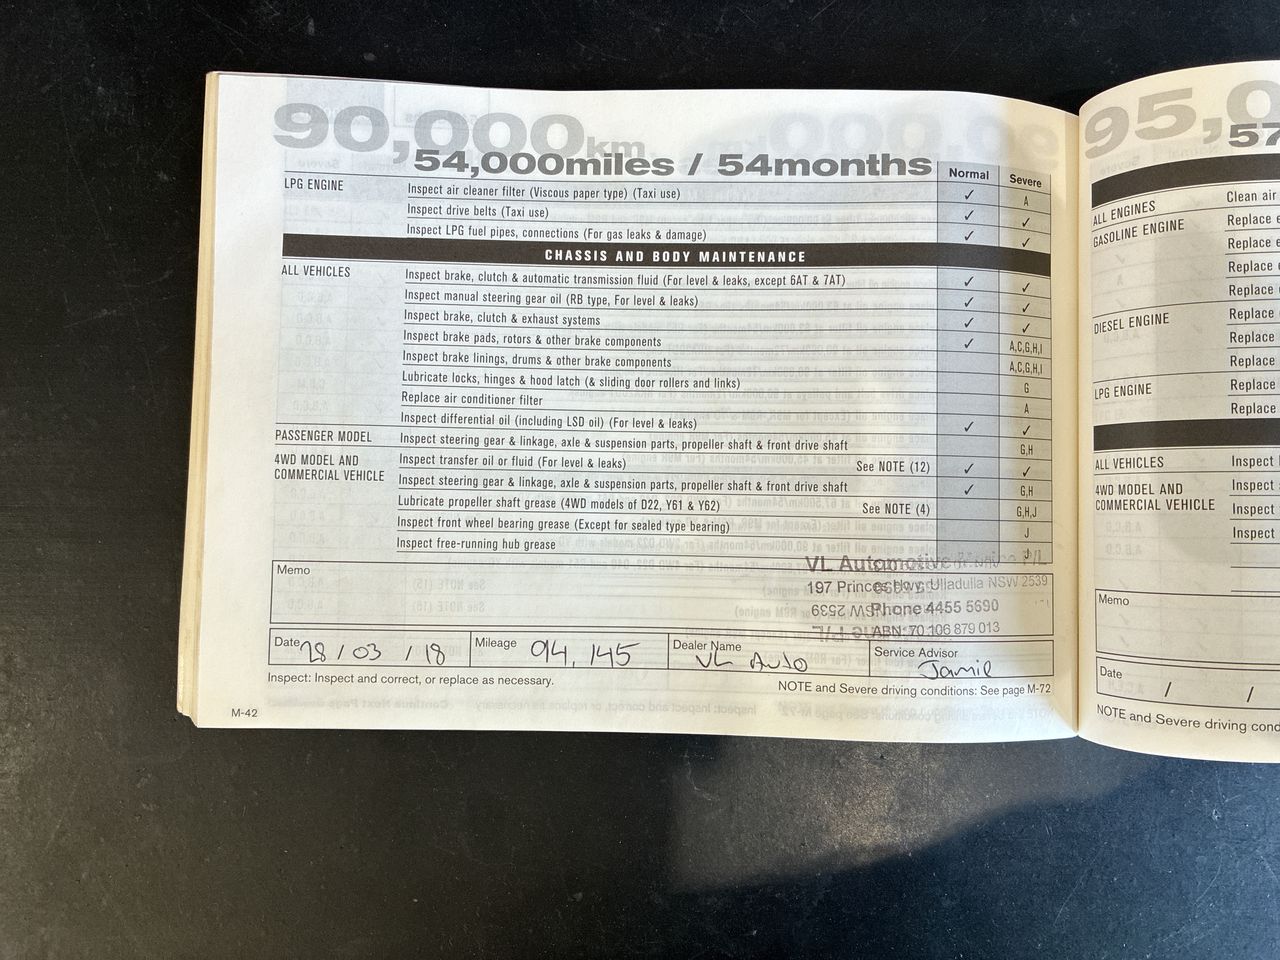 90,000km
54,000miles / 54months
Normal Severe
LPG ENGINE Inspect air cleaner filter (Viscous paper type) (Taxi use) ✓ A
Inspect drive belts (Taxi use) ✓ ✓
Inspect LPG fuel pipes, connections (For gas leaks & damage) ✓ ✓
CHASSIS AND BODY MAINTENANCE
ALL VEHICLES Inspect brake, clutch & automatic transmission fluid (For level & leaks, except 6AT & 7AT) ✓ ✓
Inspect manual steering gear oil (RB type, For level & leaks) ✓ ✓
Inspect brake, clutch & exhaust systems ✓ ✓
Inspect brake pads, rotors & other brake components ✓ A,C,G,H,I
Inspect brake linings, drums & other brake components A,C,G,H,I
Lubricate locks, hinges & hood latch (& sliding door rollers and links) G
Replace air conditioner filter A
Inspect differential oil (including LSD oil) (For level & leaks) ✓ ✓
PASSENGER MODEL Inspect steering gear & linkage, axle & suspension parts, propeller shaft & front drive shaft G,H
4WD MODEL AND COMMERCIAL VEHICLE Inspect transfer oil or fluid (For level & leaks) See NOTE (12) ✓ ✓
Inspect steering gear & linkage, axle & suspension parts, propeller shaft & front drive shaft ✓ G,H
Lubricate propeller shaft grease (4WD models of D22, Y61 & Y62) See NOTE (4) G,H,J
Inspect front wheel bearing grease (Except for sealed type bearing) J
Inspect free-running hub grease J
Memo
VL Automotive Service P/L
197 Princes Hwy, Ulladulla NSW 2539
Phone 4455 5690
ABN: 70 106 879 013
Date 28 / 03 / 18 Mileage 94,145 Dealer Name VL Auto Service Advisor Jamie
Inspect: Inspect and correct, or replace as necessary.
NOTE and Severe driving conditions: See page M-72
M-42
95,0
57
ALL ENGINES Clean air
GASOLINE ENGINE Replace e
Replace e
Replace
Replace
DIESEL ENGINE Replace
Replace
Replace
LPG ENGINE Replace
Replace
ALL VEHICLES Inspect
4WD MODEL AND COMMERCIAL VEHICLE Inspect
Inspect
Inspect
Memo
Date / /
NOTE and Severe driving cond